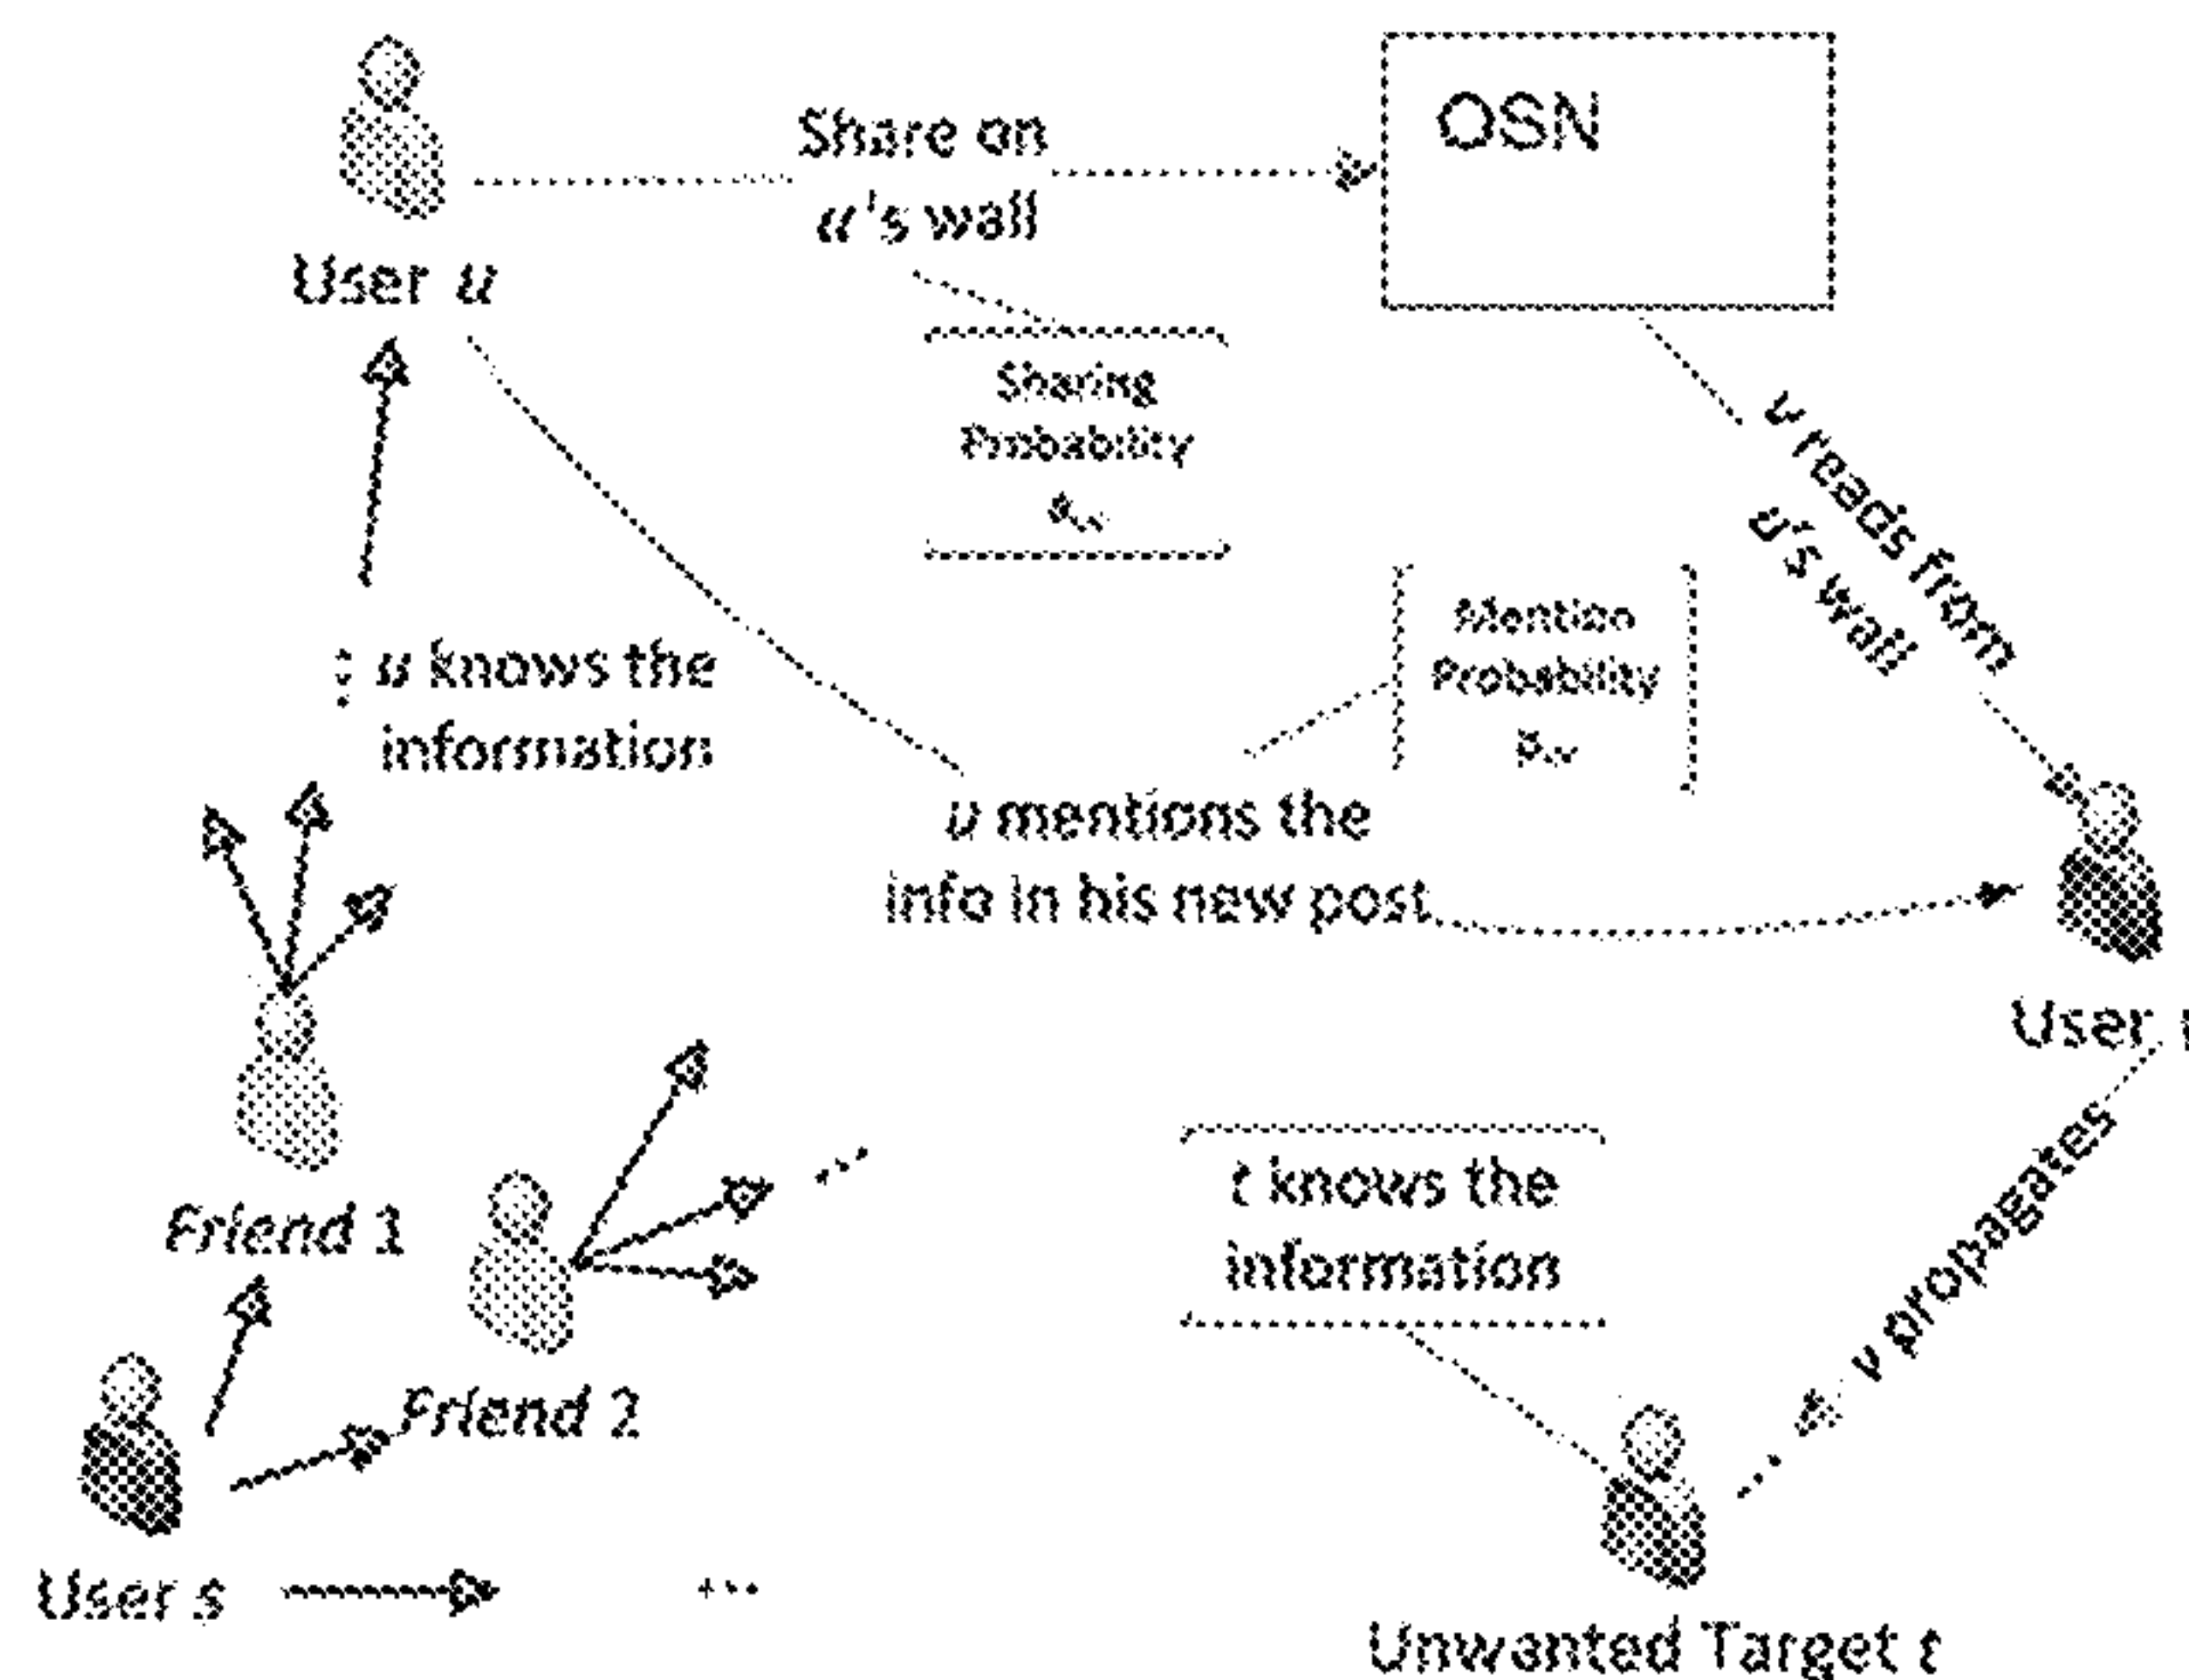 OSN
Share on
u's wall
User u
Sharing
Probability
v reads from
u's wall
Mention
Probability
u knows the
information
u mentions the
info in his new post
User
Friend 1
t knows the
information
v propagates
...
Friend 2
User s
...
Unwanted Target t